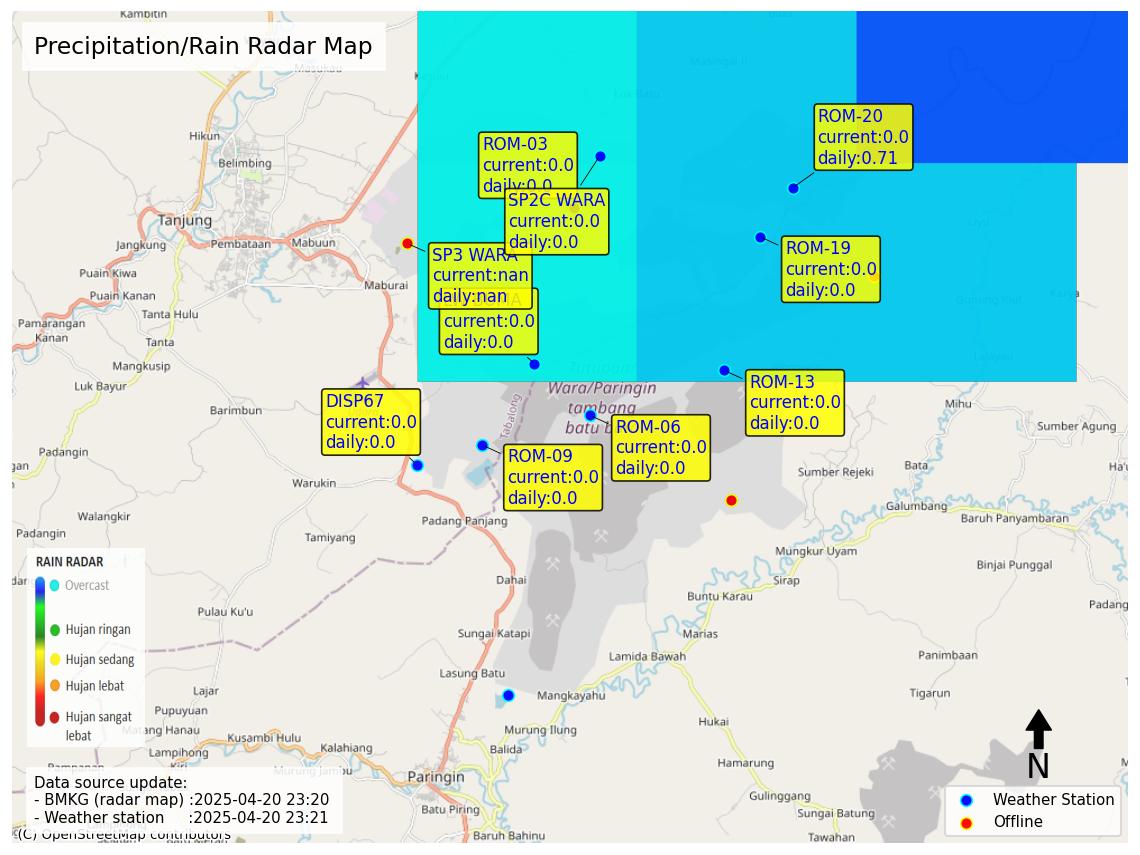 Kambitin
Precipitation/Rain Radar Map
Masukau
Masingai II
Luk Batu
Hikun
Belimbing
Tanjung
Jangkung
Pembataan
Mabuun
Maburai
Puain Kiwa
Puain Kanan
Tanta Hulu
Pamarangan
Kanan
Tanta
Mangkusip
Luk Bayur
Barimbun
Padangin
Warukin
Walangkir
Padangin
Tamiyang
ROM-03
current:0.0
daily:0.0
SP2C WARA
current:0.0
daily:0.0
SP3 WARA
current:nan
daily:nan
current:0.0
daily:0.0
ROM-20
current:0.0
daily:0.71
ROM-19
current:0.0
daily:0.0
ROM-13
current:0.0
daily:0.0
DISP67
current:0.0
daily:0.0
ROM-09
current:0.0
daily:0.0
ROM-06
current:0.0
daily:0.0
Tutupan
Wara/Paringin
tambang
Tabalong
Mihu
Sumber Agung
Sumber Rejeki
Bata
Galumbang
Baruh Panyambaran
Mungkur Uyam
Binjai Punggal
Sirap
Buntu Karau
Padang Panjang
Dahai
Pulau Ku'u
Sungai Katapi
Marias
Lamida Bawah
Panimbaan
Lasung Batu
Tigarun
Mangkayahu
Lajar
Pupuyuan
Matang Hanau
Lampihong
Kusambi Hulu
Kalahiang
Murung Jambu
Murung Ilung
Balida
Hukai
Hamarung
Paringin
Batu Piring
Baruh Bahinu
Gulinggang
Sungai Batung
Tawahan
RAIN RADAR
Overcast
Hujan ringan
Hujan sedang
Hujan lebat
Hujan sangat
lebat
Data source update:
- BMKG (radar map) :2025-04-20 23:20
- Weather station :2025-04-20 23:21
(C) OpenStreetMap contributors
N
Weather Station
Offline